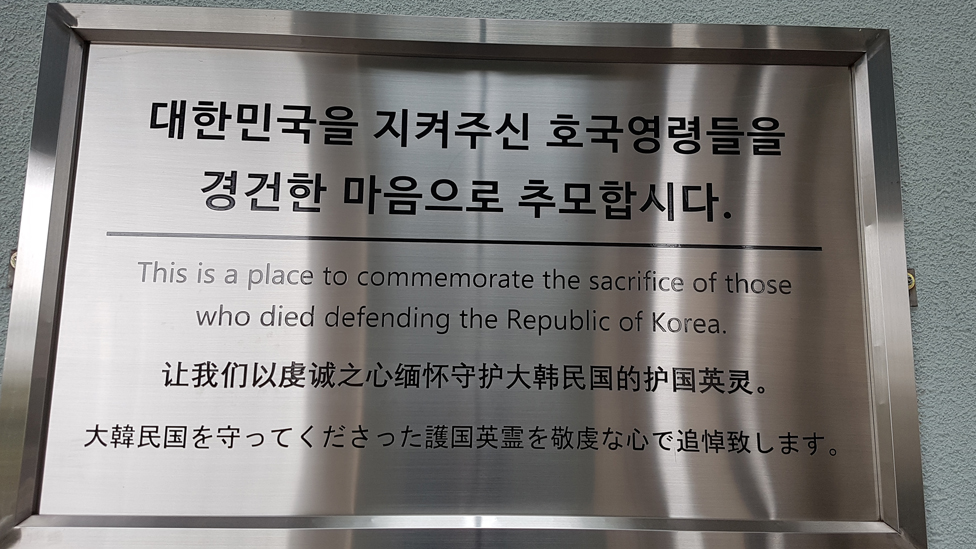 대한민국을 지켜주신 호국영령들을
경건한 마음으로 추모합시다.
This is a place to commemorate the sacrifice of those
who died defending the Republic of Korea.
让我们以虔诚之心缅怀守护大韩民国的护国英灵。
大韓民国を守ってくださった護国英霊を敬虔な心で追悼致します。